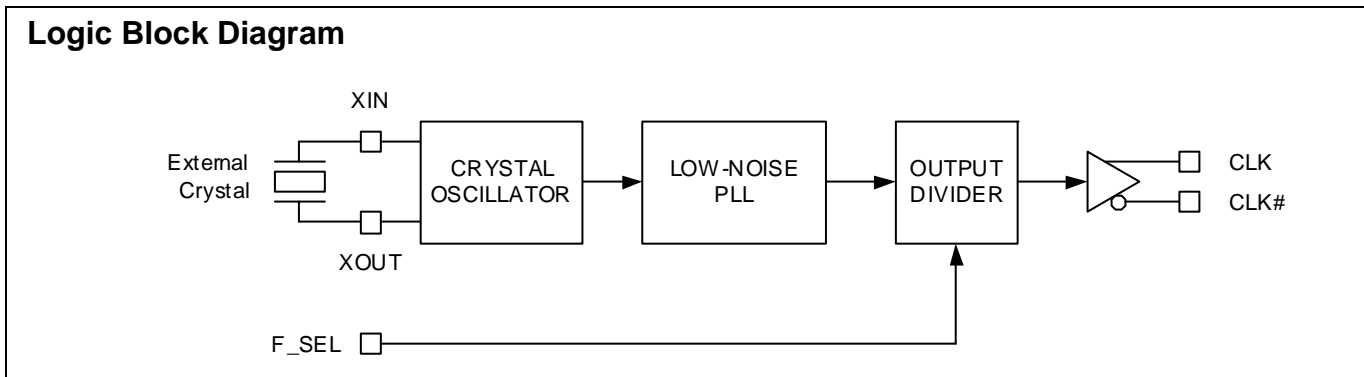 Logic Block Diagram
XIN
External
Crystal
CRYSTAL
OSCILLATOR
LOW-NOISE
PLL
OUTPUT
DIVIDER
CLK
CLK#
XOUT
F_SEL